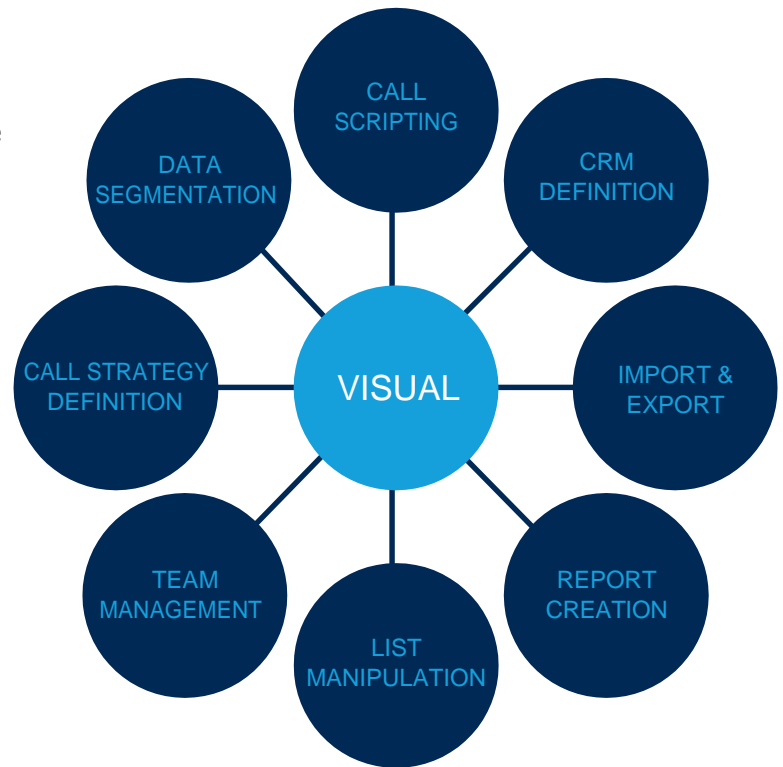 CALL
SCRIPTING
CRM
DEFINITION
IMPORT &
EXPORT
REPORT
CREATION
LIST
MANIPULATION
TEAM
MANAGEMENT
CALL STRATEGY
DEFINITION
DATA
SEGMENTATION
VISUAL